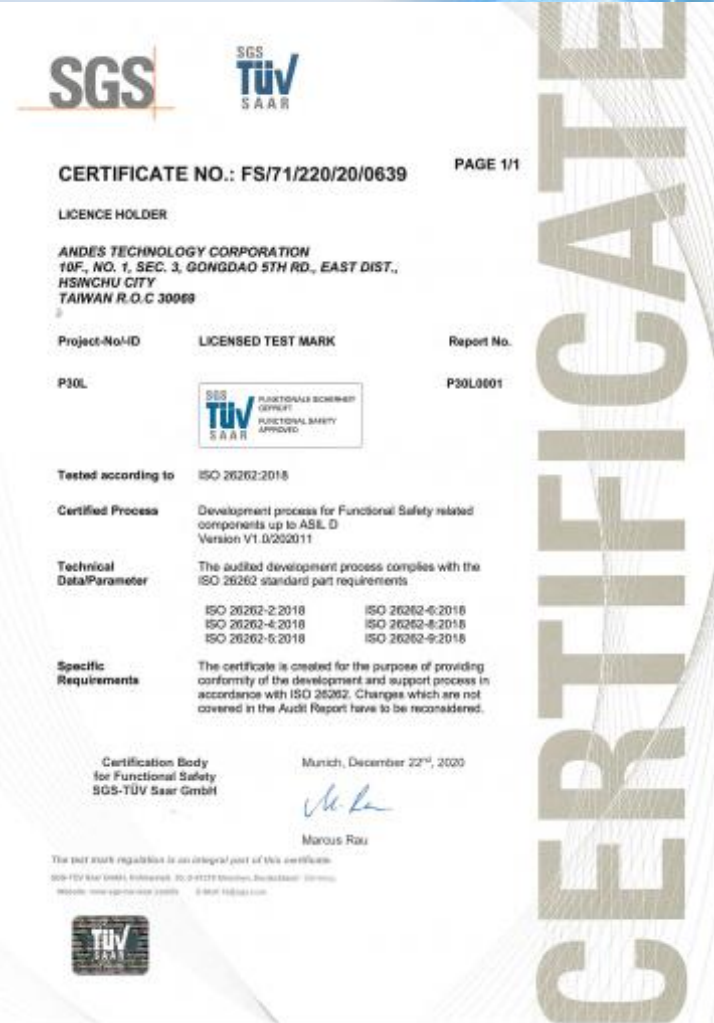 SGS
SGS
TÜV
SAAR
CERTIFICATE NO.: FS/71/220/20/0639
PAGE 1/1
LICENCE HOLDER
ANDES TECHNOLOGY CORPORATION
10F., NO. 1, SEC. 3, GONGDAO 5TH RD., EAST DIST.,
HSINCHU CITY
TAIWAN R.O.C 30069
Project-No/-ID LICENSED TEST MARK Report No.
P30L P30L0001
SGS
TÜV
SAAR
FUNKTIONALE SICHERHEIT
GEPRÜFT
FUNCTIONAL SAFETY
APPROVED
Tested according to ISO 26262:2018
Certified Process Development process for Functional Safety related
components up to ASIL D
Version V1.0/202011
Technical The audited development process complies with the
Data/Parameter ISO 26262 standard part requirements
ISO 26262-2:2018 ISO 26262-6:2018
ISO 26262-4:2018 ISO 26262-8:2018
ISO 26262-5:2018 ISO 26262-9:2018
Specific The certificate is created for the purpose of providing
Requirements conformity of the development and support process in
accordance with ISO 26262. Changes which are not
covered in the Audit Report have to be reconsidered.
Certification Body Munich, December 22nd, 2020
for Functional Safety
SGS-TÜV Saar GmbH
Marcus Rau
The test mark regulation is an integral part of this certificate.
TÜV
SAAR
CERTIFICATE